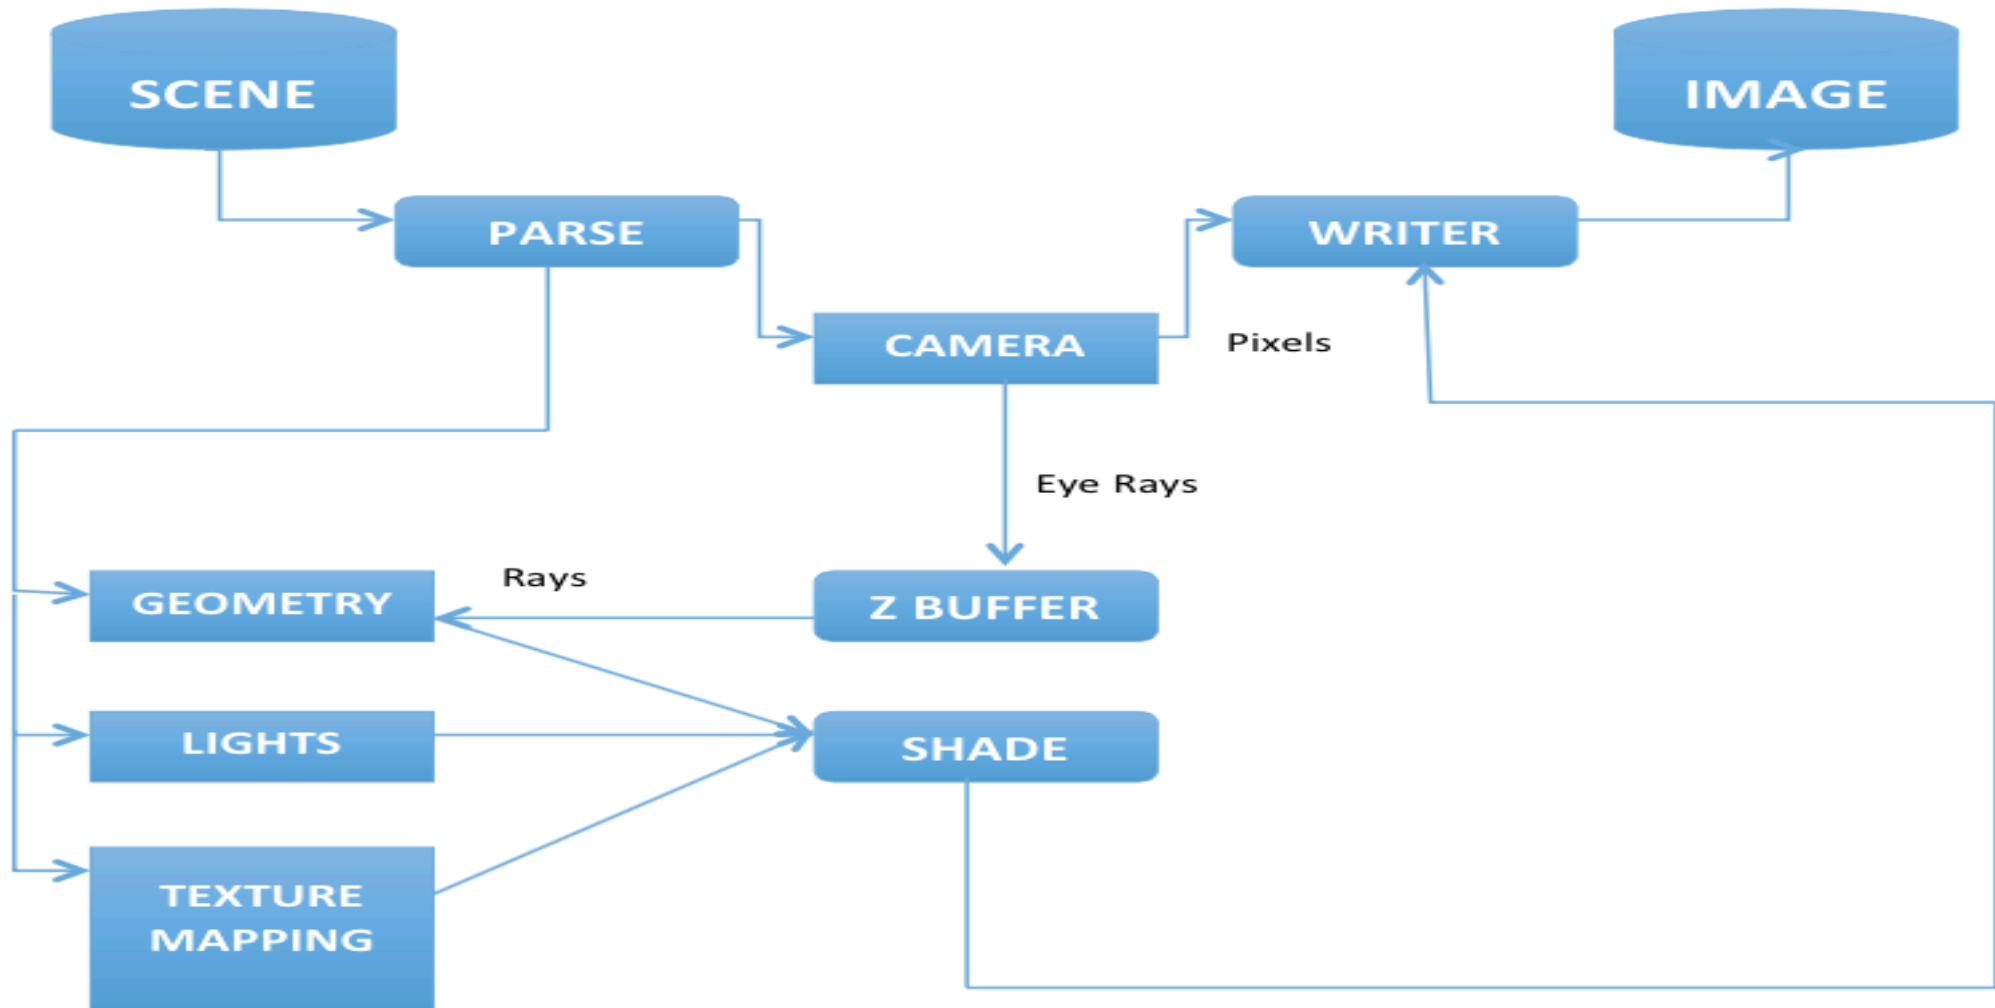 SCENE
IMAGE
PARSE
WRITER
CAMERA
Pixels
Eye Rays
Rays
GEOMETRY
Z BUFFER
LIGHTS
SHADE
TEXTURE
MAPPING